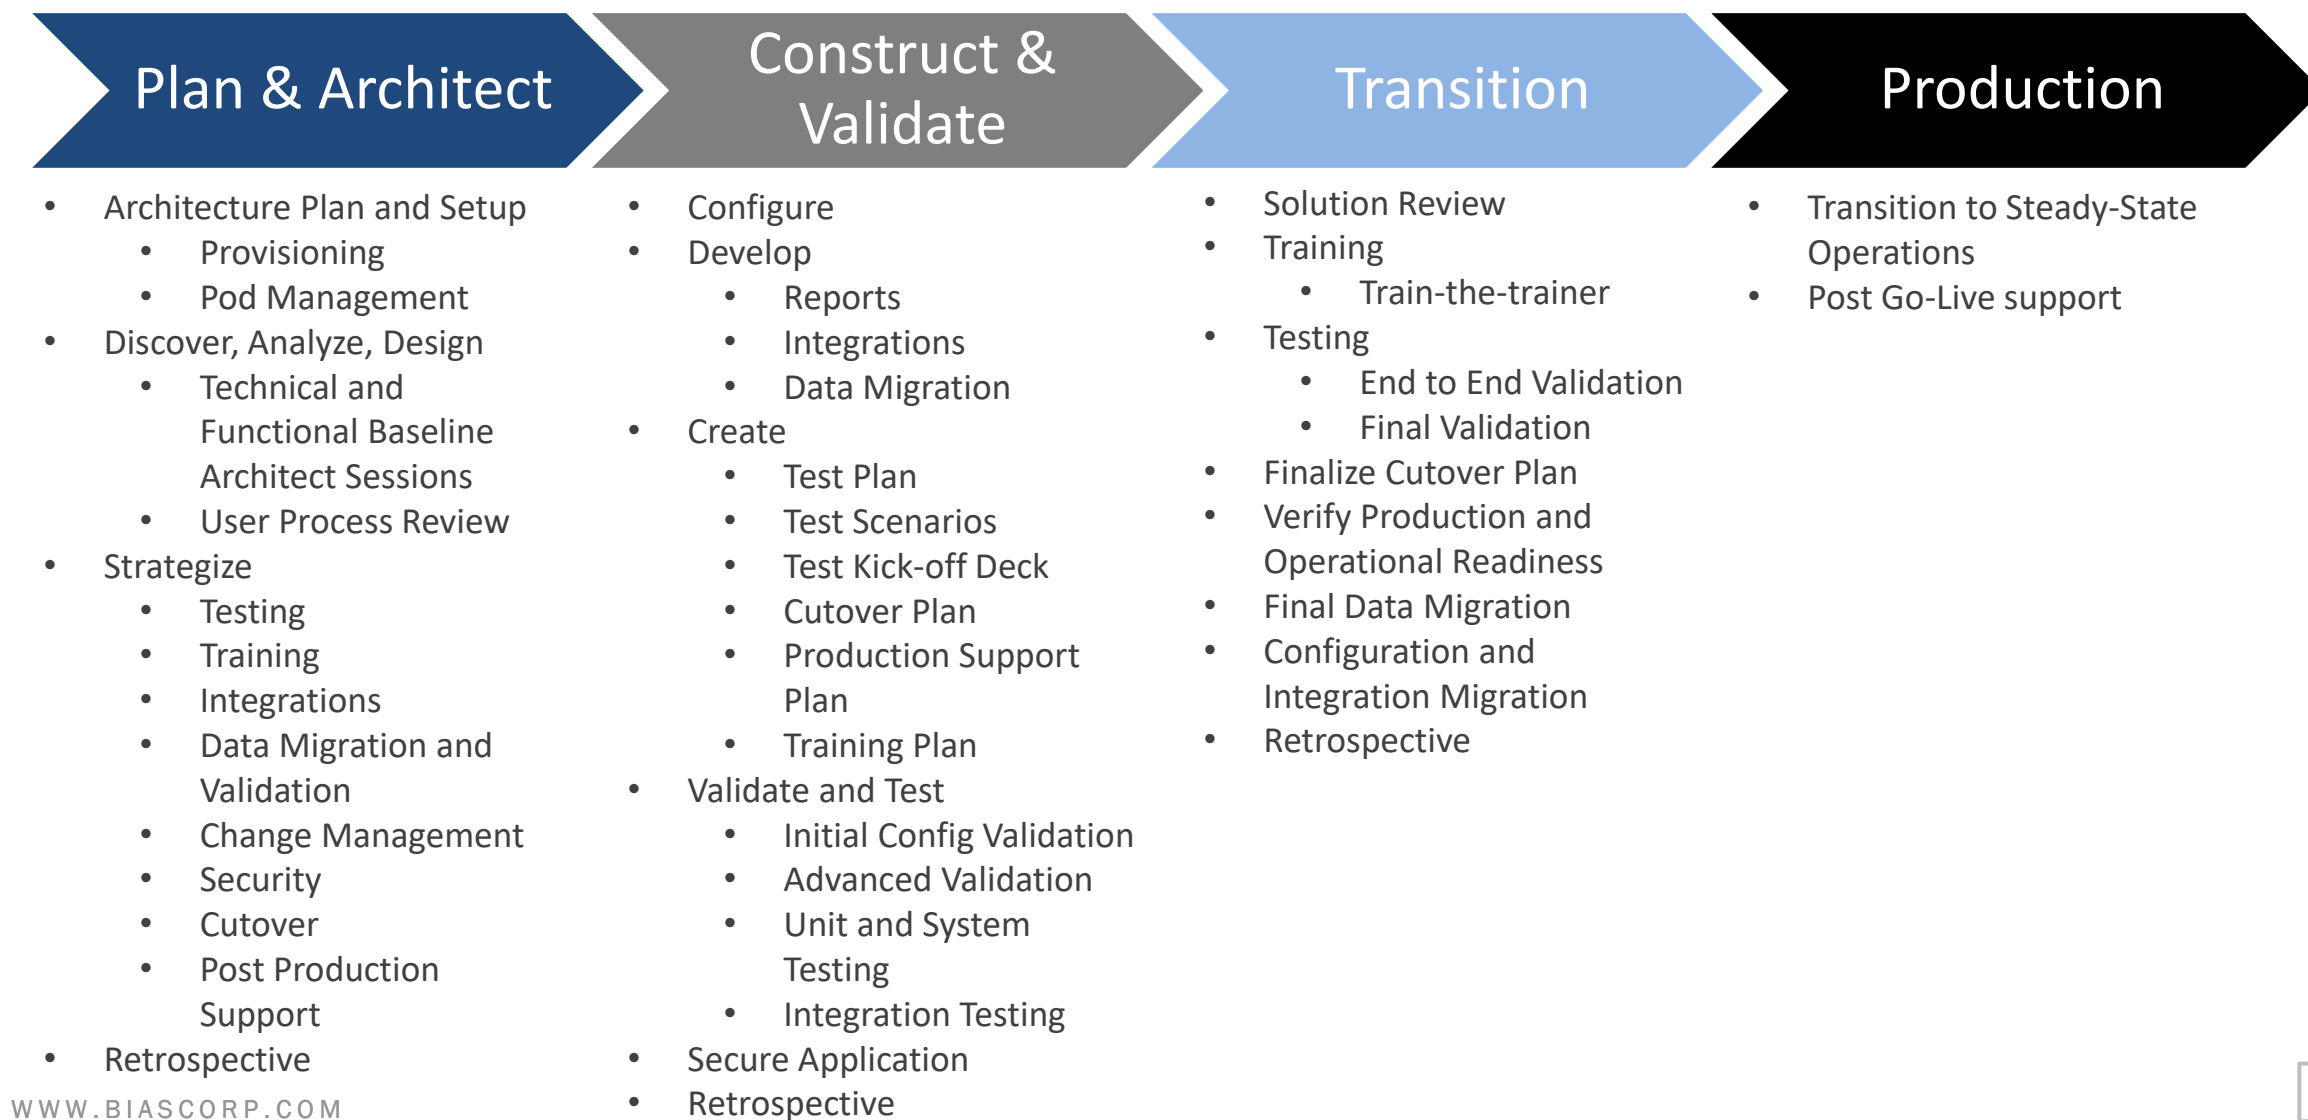 Plan & Architect
Construct &
Validate
Transition
Production
• Architecture Plan and Setup
• Provisioning
• Pod Management
• Discover, Analyze, Design
• Technical and
Functional Baseline
Architect Sessions
• User Process Review
• Strategize
• Testing
• Training
• Integrations
• Data Migration and
Validation
• Change Management
• Security
• Cutover
• Post Production
Support
• Retrospective
• Configure
• Develop
• Reports
• Integrations
• Data Migration
• Create
• Test Plan
• Test Scenarios
• Test Kick-off Deck
• Cutover Plan
• Production Support
Plan
• Training Plan
• Validate and Test
• Initial Config Validation
• Advanced Validation
• Unit and System
Testing
• Integration Testing
• Secure Application
• Retrospective
• Solution Review
• Training
• Train-the-trainer
• Testing
• End to End Validation
• Final Validation
• Finalize Cutover Plan
• Verify Production and
Operational Readiness
• Final Data Migration
• Configuration and
Integration Migration
• Retrospective
• Transition to Steady-State
Operations
• Post Go-Live support
WWW.BIASCORP.COM